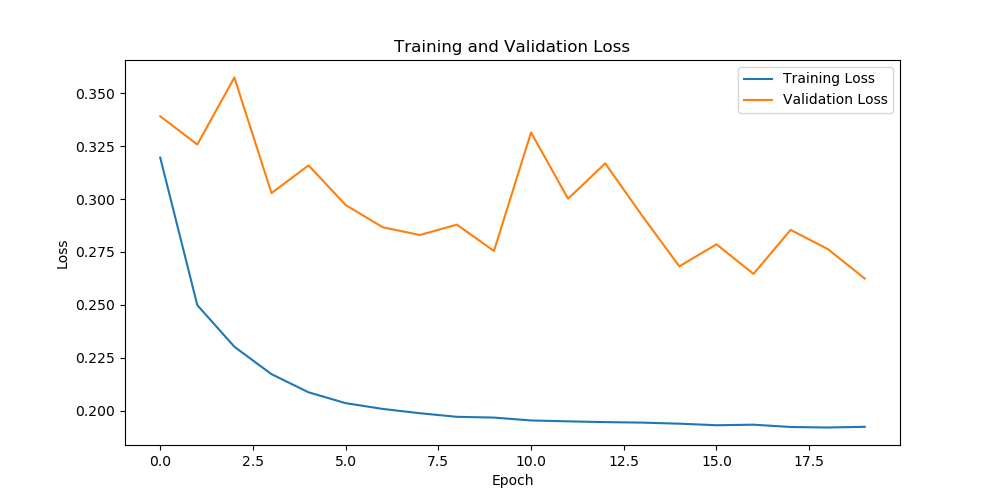 Training and Validation Loss
Training Loss
Validation Loss
Loss
0.350
0.325
0.300
0.275
0.250
0.225
0.200
0.0 2.5 5.0 7.5 10.0 12.5 15.0 17.5
Epoch